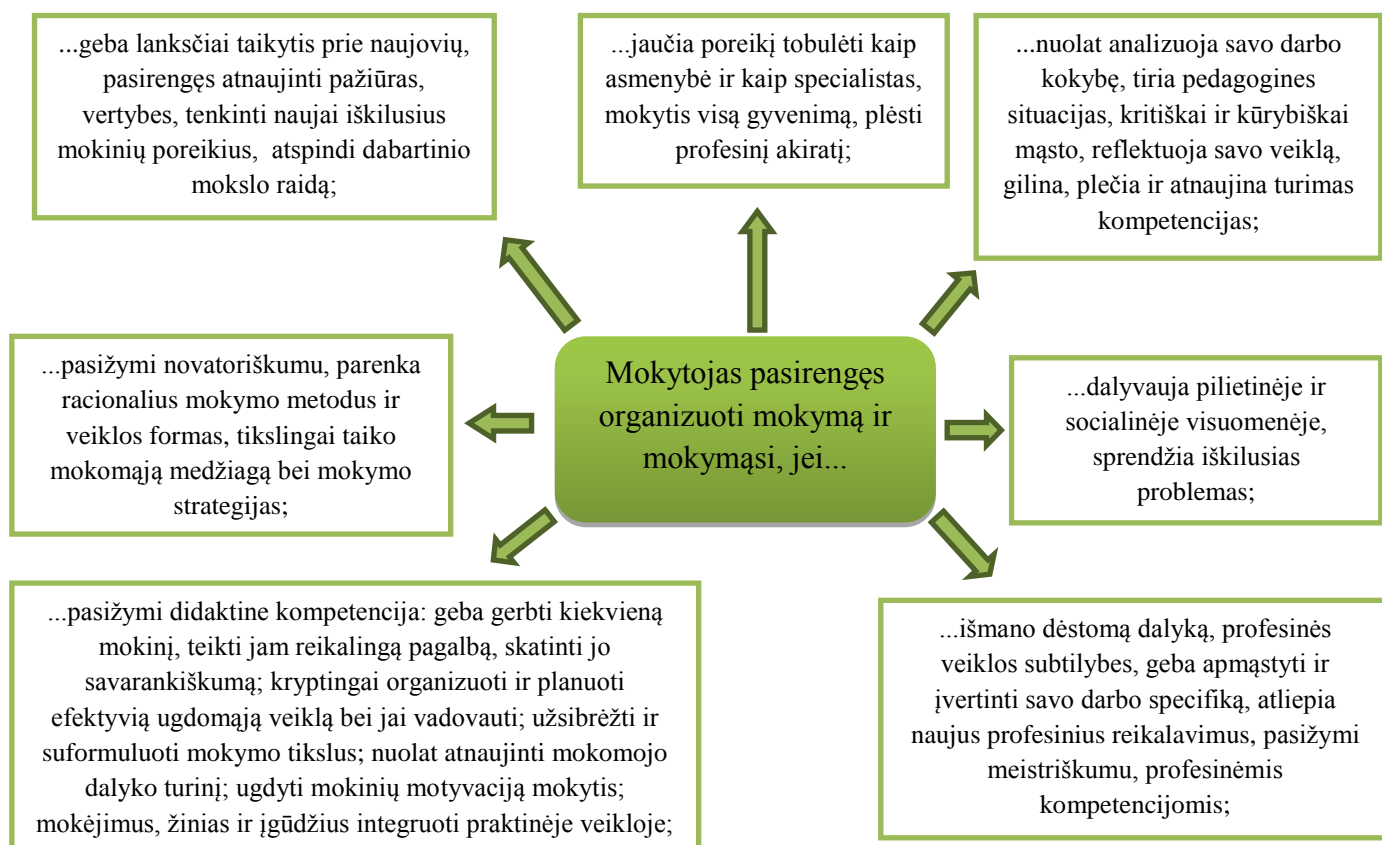 ...geba lanksčiai taikytis prie naujovių,
pasirengęs atnaujinti pažiūras,
vertybes, tenkinti naujai iškilusius
mokinių poreikius, atspindi dabartinio
mokslo raidą;
...jaučia poreikį tobulėti kaip
asmenybė ir kaip specialistas,
mokytis visą gyvenimą, plėsti
profesinį akiratį;
...nuolat analizuoja savo darbo
kokybę, tiria pedagogines
situacijas, kritiškai ir kūrybiškai
mąsto, reflektuoja savo veiklą,
gilina, plečia ir atnaujina turimas
kompetencijas;
...pasižymi novatoriškumu, parenka
racionalius mokymo metodus ir
veiklos formas, tikslingai taiko
mokomąją medžiagą bei mokymo
strategijas;
Mokytojas pasirengęs
organizuoti mokymą ir
mokymąsi, jei...
...dalyvauja pilietinėje ir
socialinėje visuomenėje,
sprendžia iškilusias
problemas;
...pasižymi didaktine kompetencija: geba gerbti kiekvieną
mokinį, teikti jam reikalingą pagalbą, skatinti jo
savarankiškumą; kryptingai organizuoti ir planuoti
efektyvią ugdomąją veiklą bei jai vadovauti; užsibrėžti ir
suformuluoti mokymo tikslus; nuolat atnaujinti mokomojo
dalyko turinį; ugdyti mokinių motyvaciją mokytis;
mokėjimus, žinias ir įgūdžius integruoti praktinėje veikloje;
...išmano dėstomą dalyką, profesinės
veiklos subtilybes, geba apmąstyti ir
įvertinti savo darbo specifiką, atliepia
naujus profesinius reikalavimus, pasižymi
meistriškumu, profesinėmis
kompetencijomis;